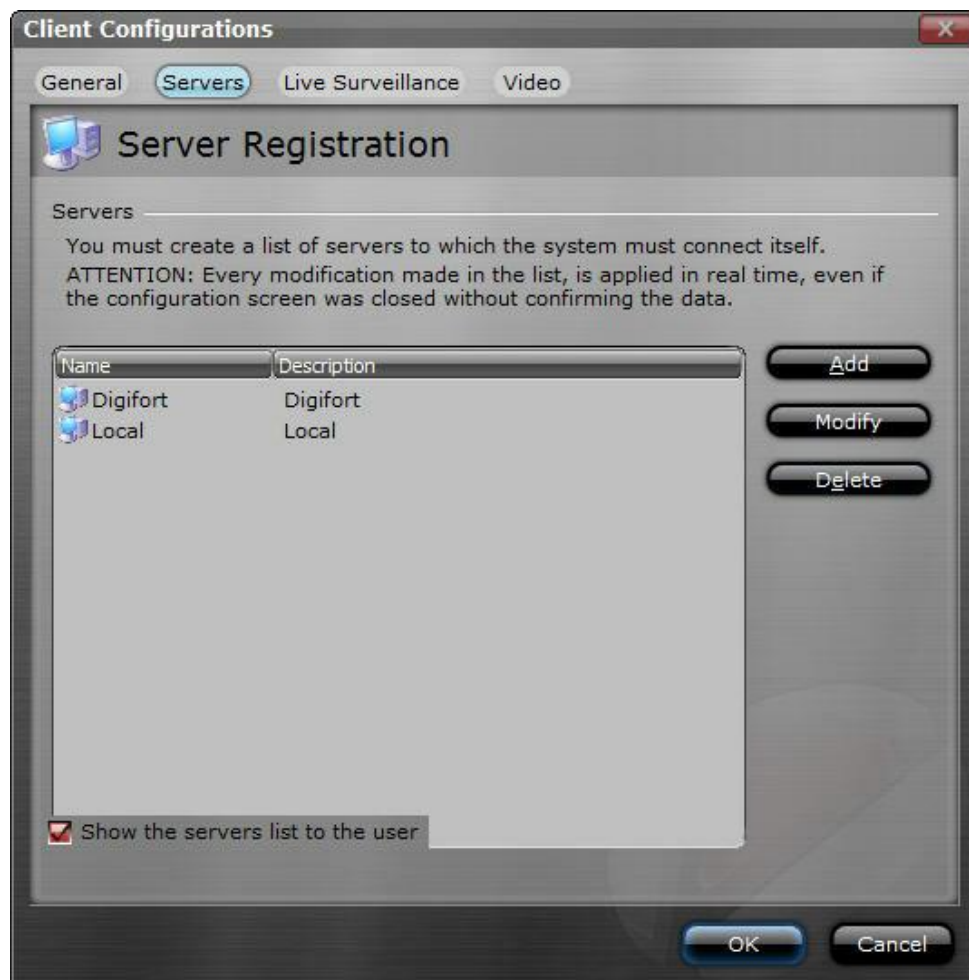 Client Configurations
General Servers Live Surveillance Video
Server Registration
Servers
You must create a list of servers to which the system must connect itself.
ATTENTION: Every modification made in the list, is applied in real time, even if
the configuration screen was closed without confirming the data.
Name Description Add
Digifort Digifort
Local Local Modify
Delete
Show the servers list to the user
OK Cancel